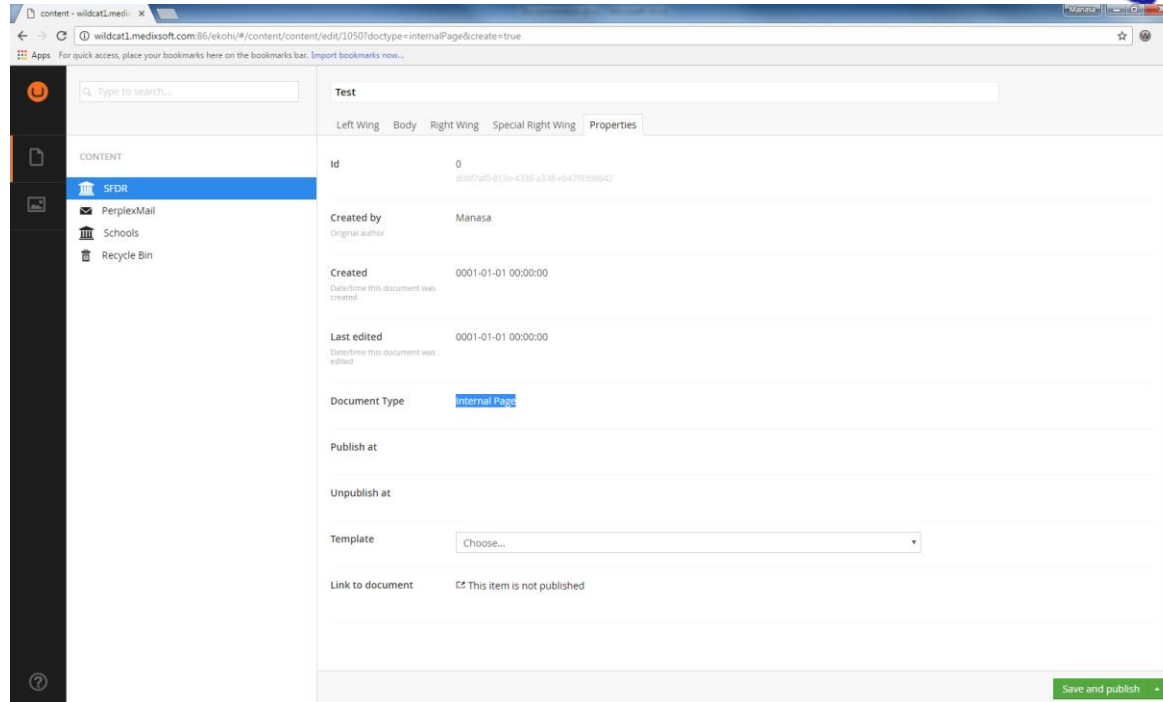 content - wildcat1.medi
Manasa
wildcat1.medixsoft.com:86/ekohi/#/content/content/edit/1050?doctype=internalPage&create=true
Apps For quick access, place your bookmarks here on the bookmarks bar. Import bookmarks now...
Type to search...
Test
Left Wing Body Right Wing Special Right Wing Properties
CONTENT
SFDR
PerplexMail
Schools
Recycle Bin
Id 0
Created by Manasa
Original author
Created 0001-01-01 00:00:00
Date/time this document was
created
Last edited 0001-01-01 00:00:00
Date/time this document was
edited
Document Type Internal Page
Publish at
Unpublish at
Template Choose...
Link to document This item is not published
Save and publish